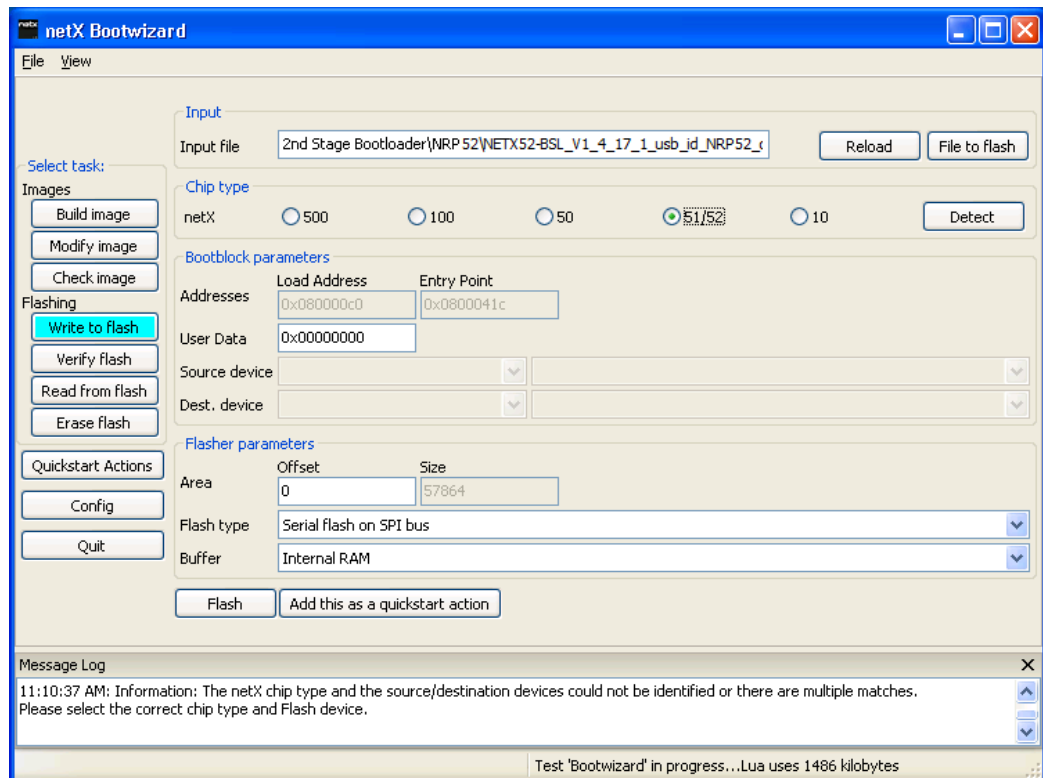 netX Bootwizard
File View
Input
Input file 2nd Stage Bootloader\NRP52\NETX52-BSL_V1_4_17_1_usb_id_NRP52_ Reload File to flash
Select task:
Images
Build image
Modify image
Check image
Flashing
Write to flash
Verify flash
Read from flash
Erase flash
Quickstart Actions
Config
Quit
Chip type
netX 500 100 50 51/52 10 Detect
Bootblock parameters
Load Address Entry Point
Addresses 0x080000c0 0x0800041c
User Data 0x00000000
Source device
Dest. device
Flasher parameters
Offset Size
Area 0 57864
Flash type Serial flash on SPI bus
Buffer Internal RAM
Flash Add this as a quickstart action
Message Log
11:10:37 AM: Information: The netX chip type and the source/destination devices could not be identified or there are multiple matches.
Please select the correct chip type and Flash device.
Test 'Bootwizard' in progress...Lua uses 1486 kilobytes